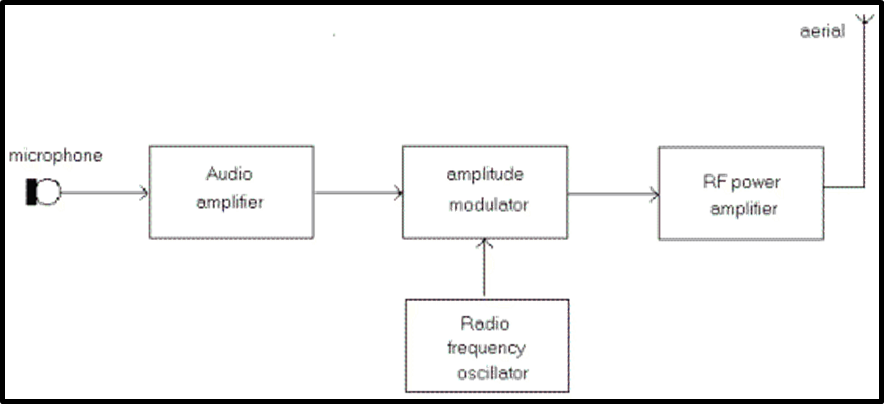 aerial
microphone
Audio
amplifier
amplitude
modulator
RF power
amplifier
Radio
frequency
oscillator